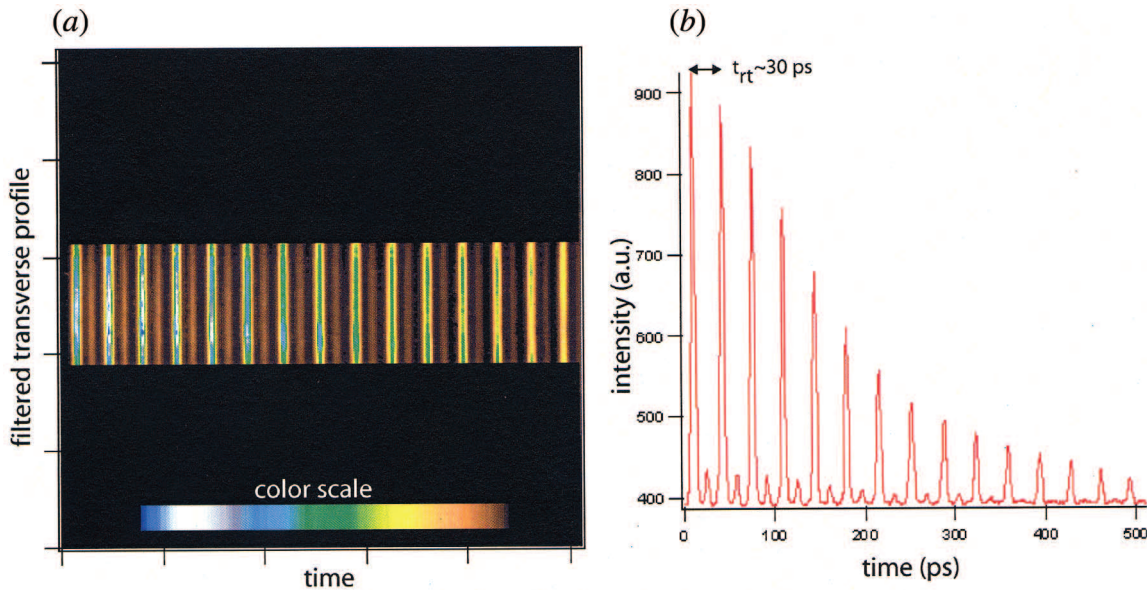 (a)
filtered transverse profile
color scale
time
(b)
t_rt~30 ps
intensity (a.u.)
900
800
700
600
500
400
0
100
200
300
400
500
time (ps)